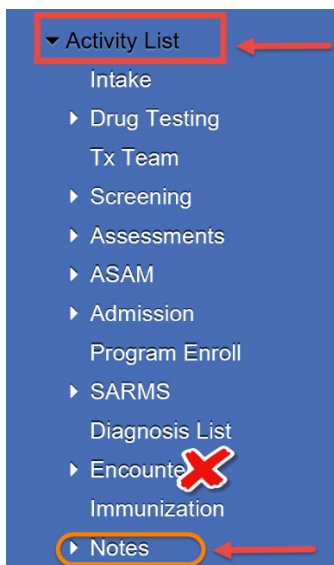 Activity List
Intake
Drug Testing
Tx Team
Screening
Assessments
ASAM
Admission
Program Enroll
SARMS
Diagnosis List
Encounte
Immunization
Notes